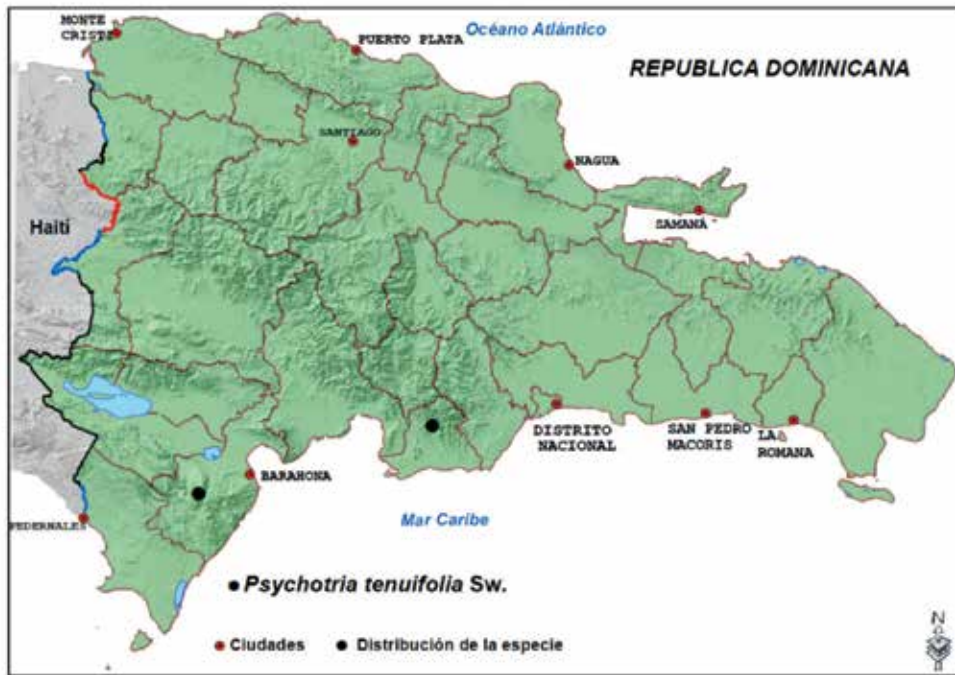 MONTE
CRISTI
PUERTO PLATA
Océano Atlántico
REPUBLICA DOMINICANA
SANTIAGO
NAGUA
SAMANÁ
Haití
DISTRITO
NACIONAL
SAN PEDRO
MACORIS
LA
ROMANA
BARAHONA
PEDERNALES
Mar Caribe
Psychotria tenuifolia Sw.
Ciudades
Distribución de la especie
N